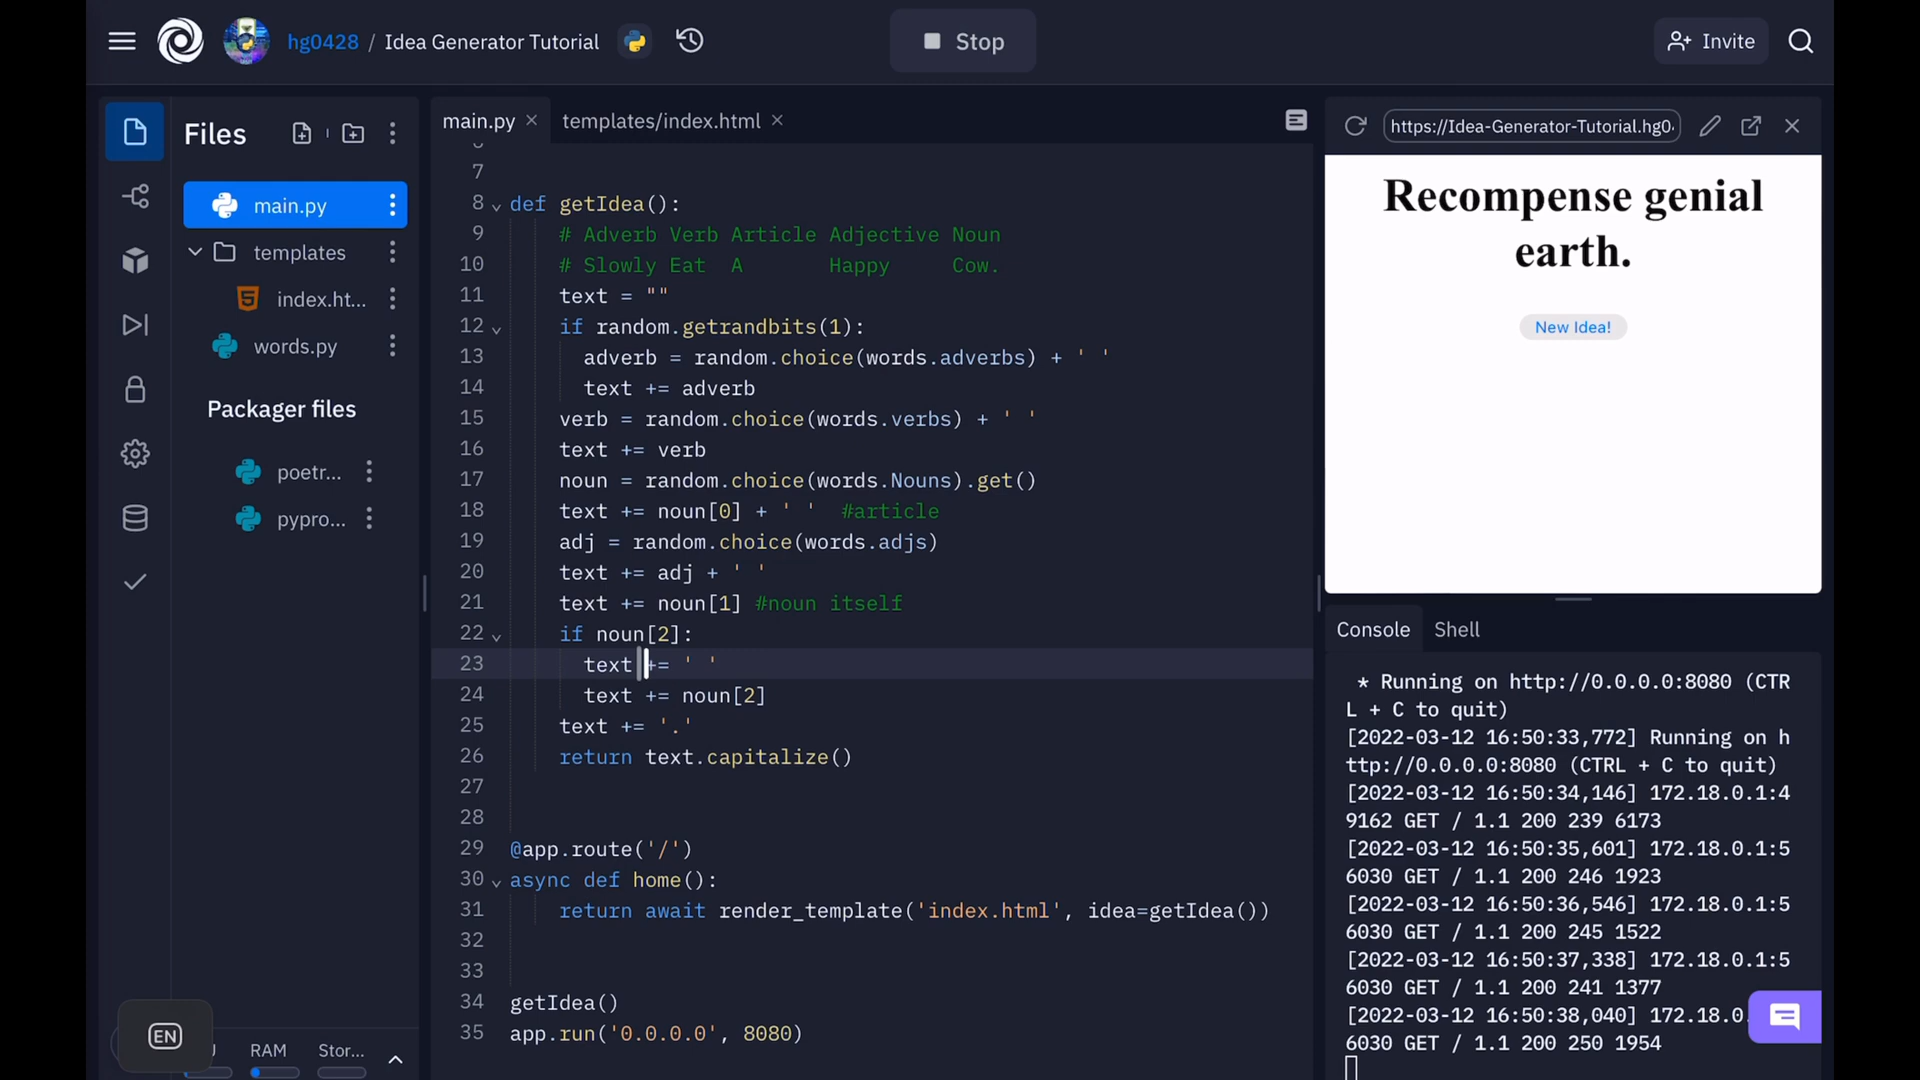 hg0428 / Idea Generator Tutorial
Stop
Invite
Files
main.py
templates
index.ht...
words.py
Packager files
poetr...
pypro...
EN
RAM
Stor...
main.py
templates/index.html
7
8 def getIdea():
9 # Adverb Verb Article Adjective Noun
10 # Slowly Eat A Happy Cow.
11 text = ""
12 if random.getrandbits(1):
13 adverb = random.choice(words.adverbs) + ' '
14 text += adverb
15 verb = random.choice(words.verbs) + ' '
16 text += verb
17 noun = random.choice(words.Nouns).get()
18 text += noun[0] + ' ' #article
19 adj = random.choice(words.adjs)
20 text += adj + ' '
21 text += noun[1] #noun itself
22 if noun[2]:
23 text += ' '
24 text += noun[2]
25 text += '.'
26 return text.capitalize()
27
28
29 @app.route('/')
30 async def home():
31 return await render_template('index.html', idea=getIdea())
32
33
34 getIdea()
35 app.run('0.0.0.0', 8080)
https://Idea-Generator-Tutorial.hg0
Recompense genial
earth.
New Idea!
Console Shell
* Running on http://0.0.0.0:8080 (CTR
L + C to quit)
[2022-03-12 16:50:33,772] Running on h
ttp://0.0.0.0:8080 (CTRL + C to quit)
[2022-03-12 16:50:34,146] 172.18.0.1:4
9162 GET / 1.1 200 239 6173
[2022-03-12 16:50:35,601] 172.18.0.1:5
6030 GET / 1.1 200 246 1923
[2022-03-12 16:50:36,546] 172.18.0.1:5
6030 GET / 1.1 200 245 1522
[2022-03-12 16:50:37,338] 172.18.0.1:5
6030 GET / 1.1 200 241 1377
[2022-03-12 16:50:38,040] 172.18.0
6030 GET / 1.1 200 250 1954